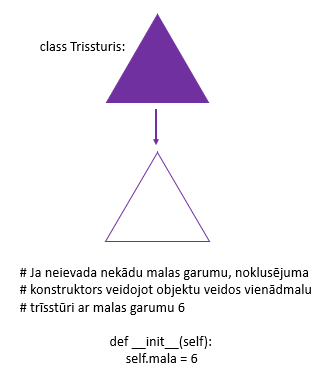 class Trissturis:
# Ja neievada nekādu malas garumu, noklusējuma
# konstruktors veidojot objektu veidos vienādmalu
# trīsstūri ar malas garumu 6
def __init__(self):
self.mala = 6